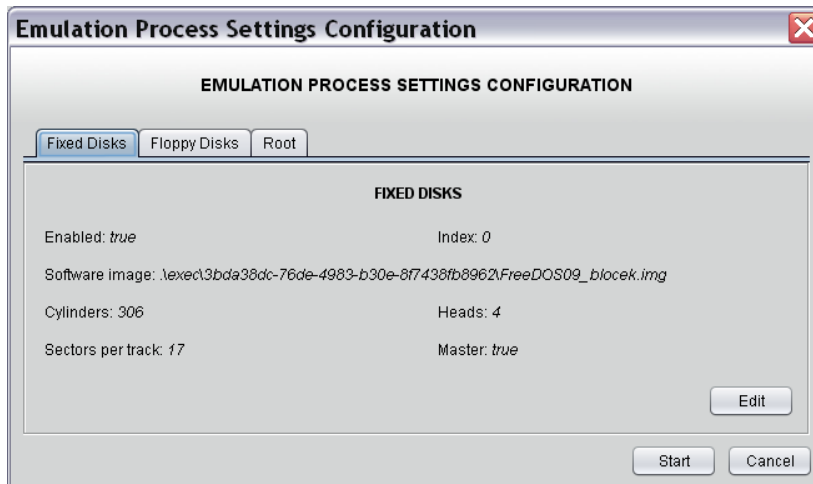 Emulation Process Settings Configuration
EMULATION PROCESS SETTINGS CONFIGURATION
Fixed Disks Floppy Disks Root
FIXED DISKS
Enabled: true Index: 0
Software image: .\exec\3bda38dc-76de-4983-b30e-8f7438fb8962\FreeDOS09_blocek.img
Cylinders: 306 Heads: 4
Sectors per track: 17 Master: true
Edit
Start Cancel